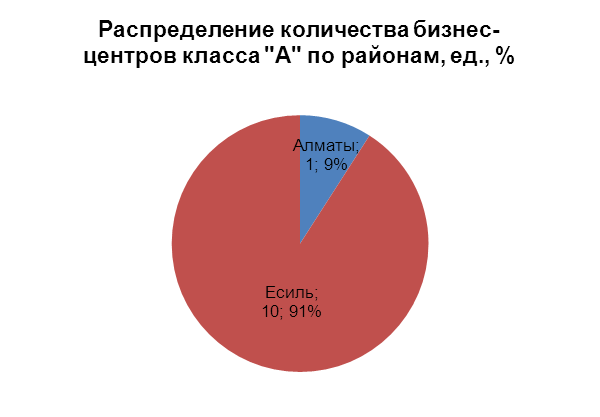 Распределение количества бизнес-
центров класса "А" по районам, ед., %
Алматы;
1; 9%
Есиль;
10; 91%